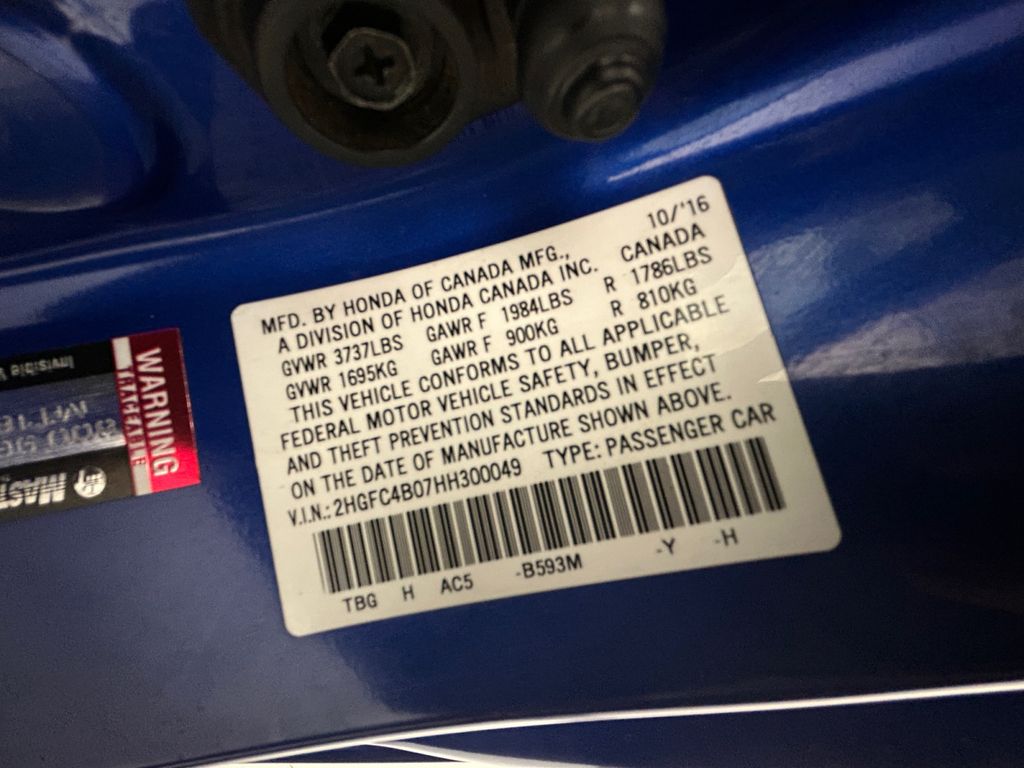 MFD. BY HONDA OF CANADA MFG., 10/'16
A DIVISION OF HONDA CANADA INC. CANADA
GVWR 3737LBS GAWR F 1984LBS R 1786LBS
GVWR 1695KG GAWR F 900KG R 810KG
THIS VEHICLE CONFORMS TO ALL APPLICABLE
FEDERAL MOTOR VEHICLE SAFETY, BUMPER,
AND THEFT PREVENTION STANDARDS IN EFFECT
ON THE DATE OF MANUFACTURE SHOWN ABOVE.
V.I.N.: 2HGFC4B07HH300049 TYPE: PASSENGER CAR
TBG H AC5 -B593M -Y -H
WARNING
Invisible
MAST